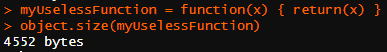 > myUselessFunction = function(x) { return(x) }
> object.size(myUselessFunction)
4552 bytes